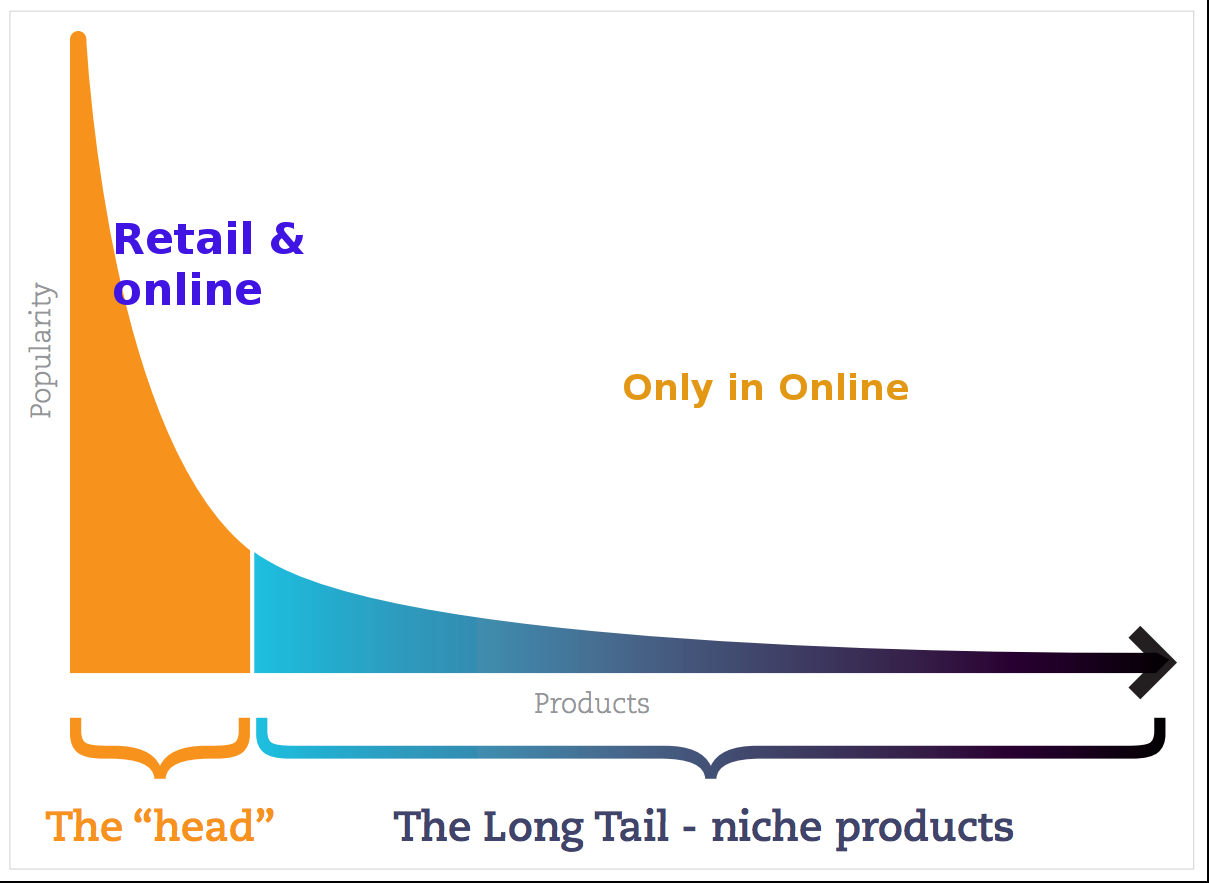 Retail &
online
Popularity
Only in Online
Products
The “head”
The Long Tail - niche products